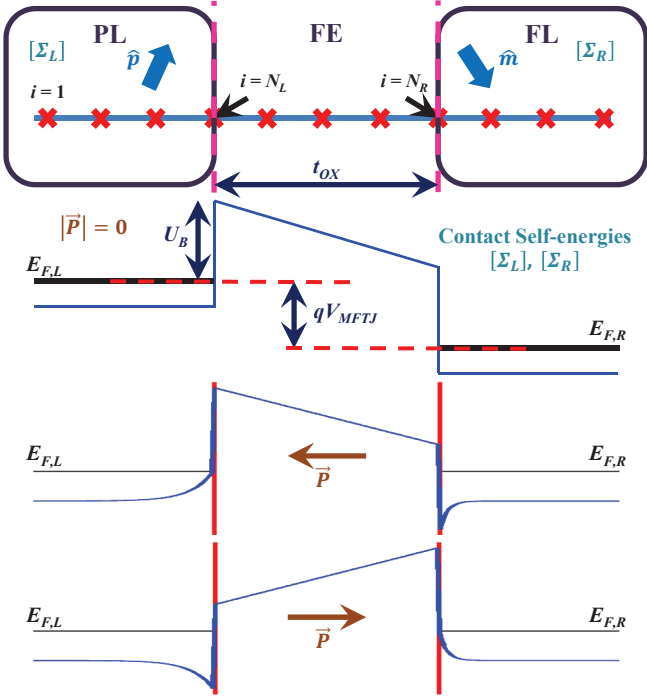 PL FE FL
[Σ_L] p̂ m̂ [Σ_R]
i = 1 i = N_L i = N_R
t_OX
|P⃗| = 0 U_B
Contact Self-energies
[Σ_L], [Σ_R]
E_F,L
qV_MFTJ
E_F,R
E_F,L E_F,R
P⃗
E_F,L E_F,R
P⃗